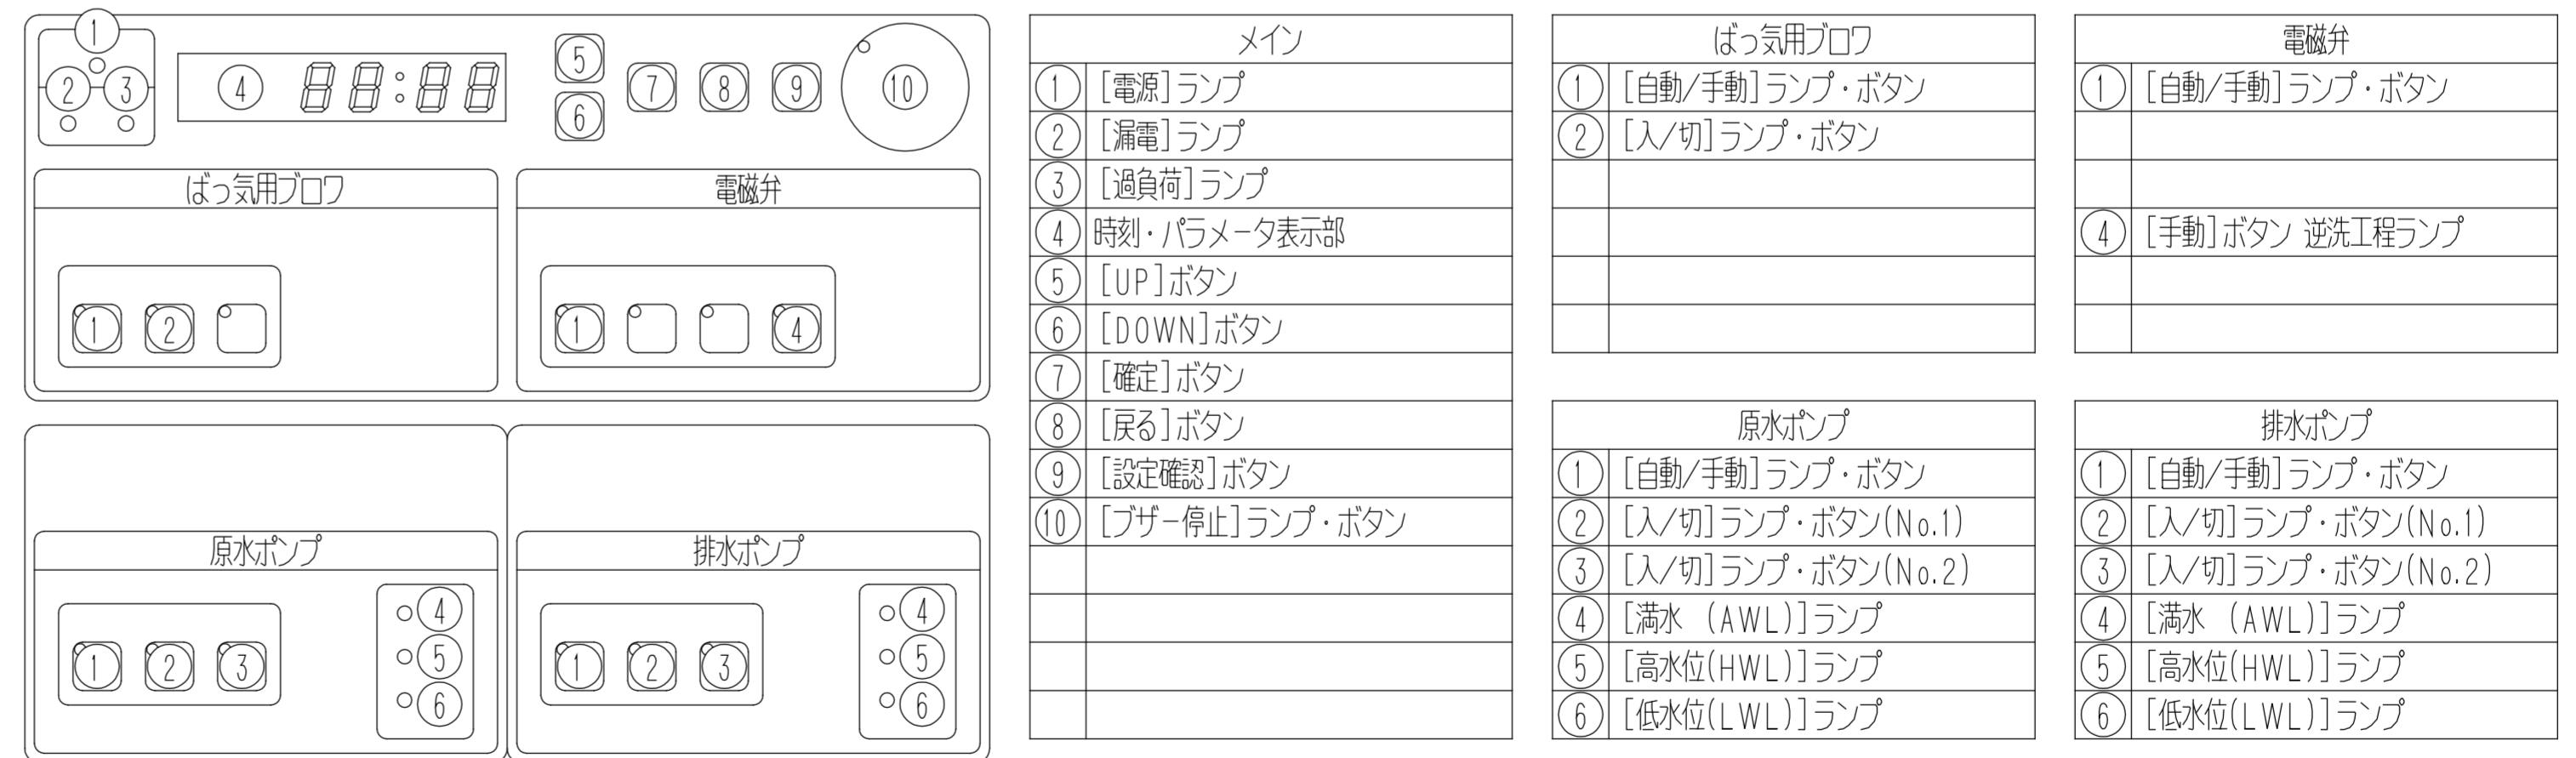 ①
② ③
④ 88:88
⑤
⑥
⑦ ⑧ ⑨
⑩
ばっ気用ブロワ
① ②
電磁弁
① ④
原水ポンプ
① ② ③
④
⑤
⑥
排水ポンプ
① ② ③
④
⑤
⑥
メイン
① [電源]ランプ
② [漏電]ランプ
③ [過負荷]ランプ
④ 時刻・パラメータ表示部
⑤ [UP]ボタン
⑥ [DOWN]ボタン
⑦ [確定]ボタン
⑧ [戻る]ボタン
⑨ [設定確認]ボタン
⑩ [ブザー停止]ランプ・ボタン
ばっ気用ブロワ
① [自動/手動]ランプ・ボタン
② [入/切]ランプ・ボタン
電磁弁
① [自動/手動]ランプ・ボタン
④ [手動]ボタン 逆洗工程ランプ
原水ポンプ
① [自動/手動]ランプ・ボタン
② [入/切]ランプ・ボタン(No.1)
③ [入/切]ランプ・ボタン(No.2)
④ [満水 (AWL)]ランプ
⑤ [高水位(HWL)]ランプ
⑥ [低水位(LWL)]ランプ
排水ポンプ
① [自動/手動]ランプ・ボタン
② [入/切]ランプ・ボタン(No.1)
③ [入/切]ランプ・ボタン(No.2)
④ [満水 (AWL)]ランプ
⑤ [高水位(HWL)]ランプ
⑥ [低水位(LWL)]ランプ